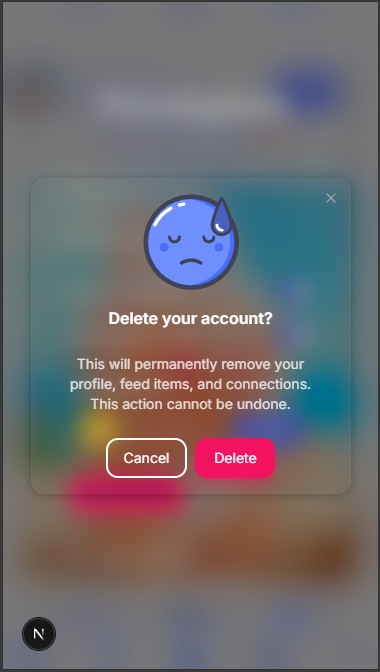 Delete your account?
This will permanently remove your
profile, feed items, and connections.
This action cannot be undone.
Cancel
Delete
N